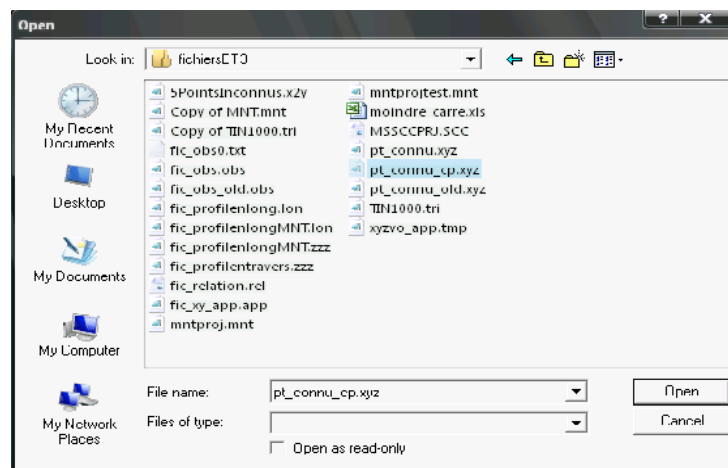 Open
Look in:
fichiersETO
My Recent
Documents
Desktop
My Documents
My Computer
My Network
Places
5PointsInconnus.x2y
Copy of MNT.mnt
Copy of TIN1000.tri
fic_obs0.txt
fic_obs.obs
fic_obs_old.obs
fic_profilenlong.lon
fic_profilenlongMNT.lon
fic_profilenlongMNT.zzz
fic_profilentravers.zzz
fic_relation.rel
fic_xy_app.app
mntproj.mnt
mntprojtest.mnt
moindre_carre.xls
MSSCCPRJ.SCC
pt_connu.xyz
pt_connu_cp.xyz
pt_connu_old.xyz
TIN1000.tri
xyzvo_app.tmp
File name:
pt_connu_cp.xyz
Open
Files of type:
Cancel
Open as read-only